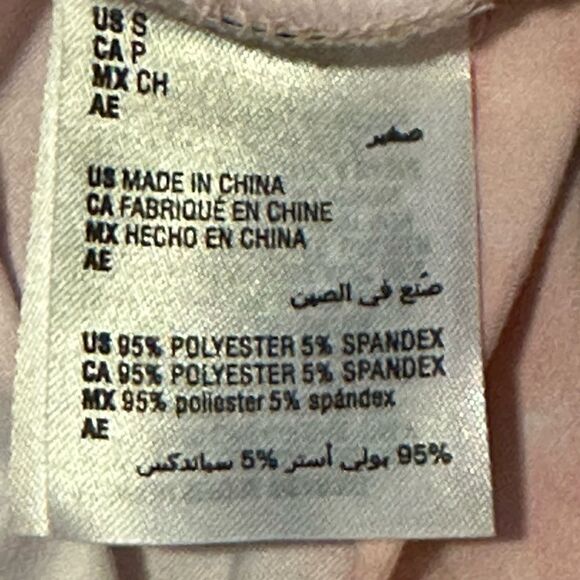 US S
CA P
MX CH
AE
صغير
US MADE IN CHINA
CA FABRIQUÉ EN CHINE
MX HECHO EN CHINA
AE
صّنع في الصين
US 95% POLYESTER 5% SPANDEX
CA 95% POLYESTER 5% SPANDEX
MX 95% poliester 5% spándex
AE
95% بولي أستر 5% سباندكس